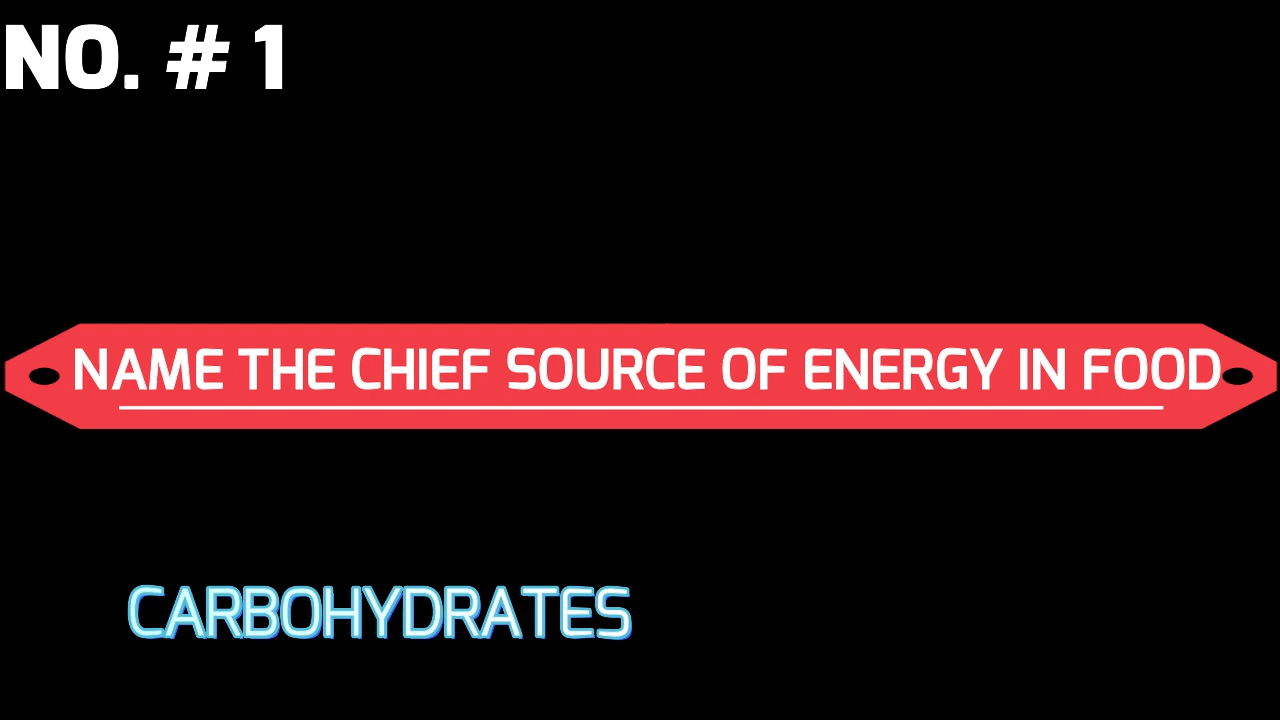 NO. # 1
NAME THE CHIEF SOURCE OF ENERGY IN FOOD
CARBOHYDRATES